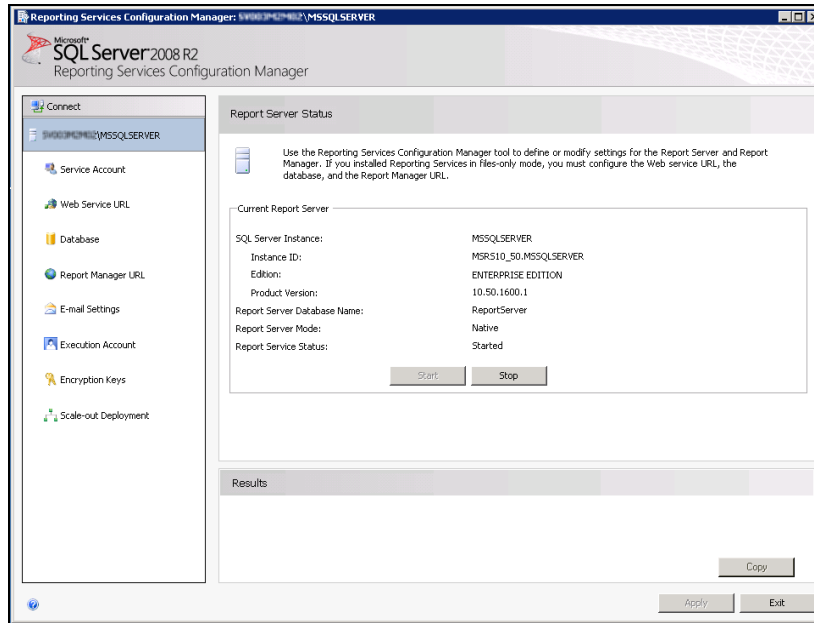 Reporting Services Configuration Manager: \MSSQLSERVER
Microsoft®
SQL Server 2008 R2
Reporting Services Configuration Manager
Connect
\MSSQLSERVER
Service Account
Web Service URL
Database
Report Manager URL
E-mail Settings
Execution Account
Encryption Keys
Scale-out Deployment
Report Server Status
Use the Reporting Services Configuration Manager tool to define or modify settings for the Report Server and Report
Manager. If you installed Reporting Services in files-only mode, you must configure the Web service URL, the
database, and the Report Manager URL.
Current Report Server
SQL Server Instance: MSSQLSERVER
Instance ID: MSRS10_50.MSSQLSERVER
Edition: ENTERPRISE EDITION
Product Version: 10.50.1600.1
Report Server Database Name: ReportServer
Report Server Mode: Native
Report Service Status: Started
Start Stop
Results
Copy
Apply Exit